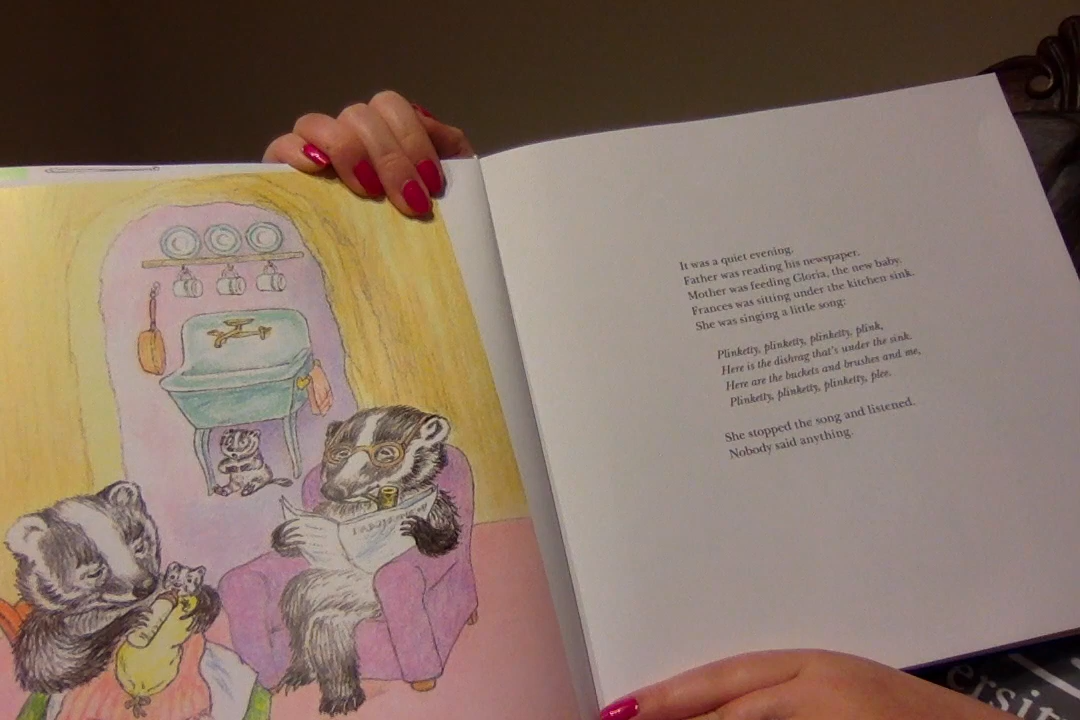 It was a quiet evening.
Father was reading his newspaper.
Mother was feeding Gloria, the new baby.
Frances was sitting under the kitchen sink.
She was singing a little song:
Plinketty, plinketty, plinketty, plink,
Here is the dishrag that's under the sink.
Here are the buckets and brushes and me,
Plinketty, plinketty, plinketty, plee.
She stopped the song and listened.
Nobody said anything.